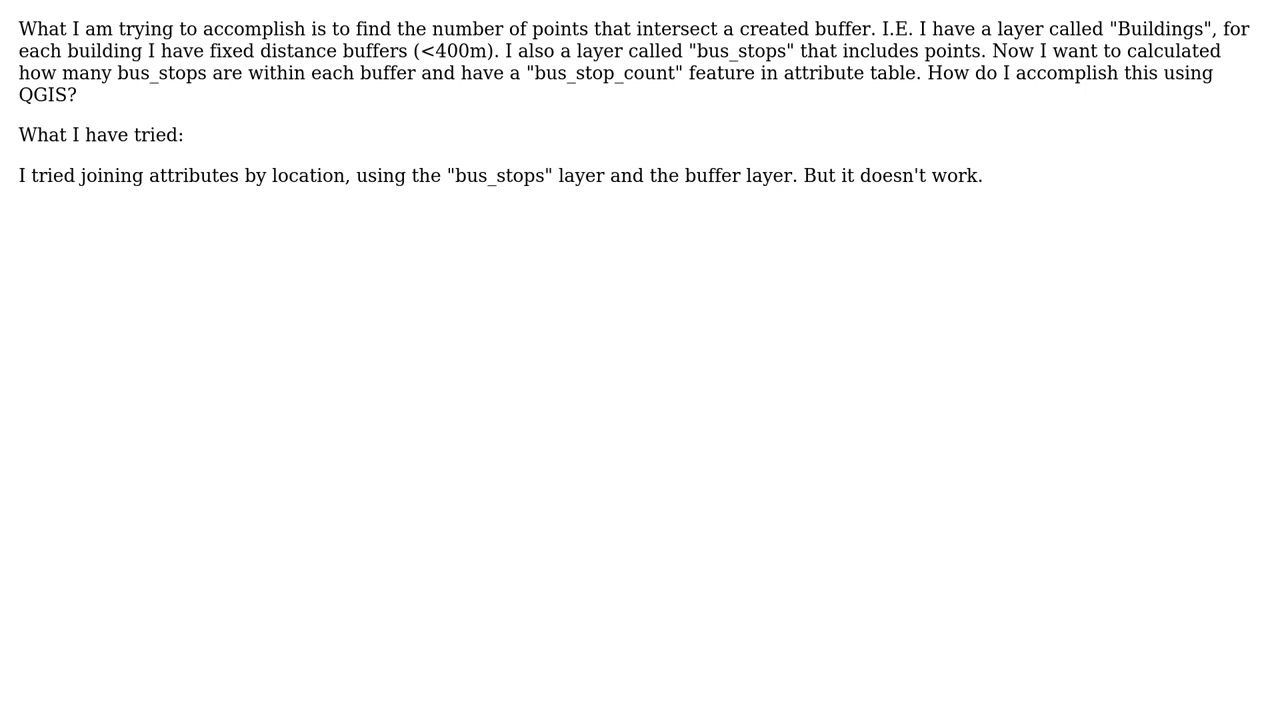 What I am trying to accomplish is to find the number of points that intersect a created buffer. I.E. I have a layer called "Buildings", for
each building I have fixed distance buffers (<400m). I also a layer called "bus_stops" that includes points. Now I want to calculated
how many bus_stops are within each buffer and have a "bus_stop_count" feature in attribute table. How do I accomplish this using
QGIS?
What I have tried:
I tried joining attributes by location, using the "bus_stops" layer and the buffer layer. But it doesn't work.